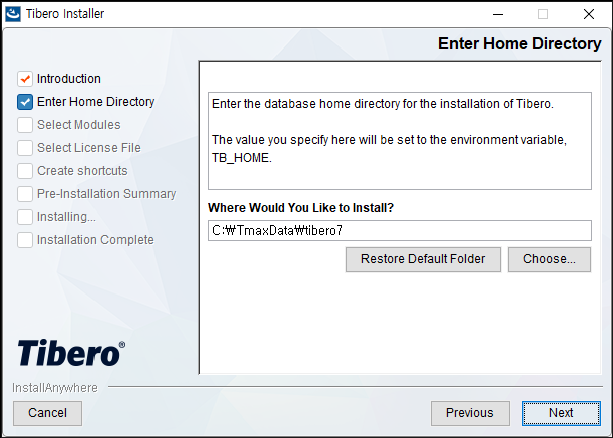 Tibero Installer
Enter Home Directory
Introduction
Enter Home Directory
Select Modules
Select License File
Create shortcuts
Pre-Installation Summary
Installing...
Installation Complete
Enter the database home directory for the installation of Tibero.
The value you specify here will be set to the environment variable,
TB_HOME.
Where Would You Like to Install?
C:₩TmaxData₩tibero7
Restore Default Folder
Choose...
Tibero®
InstallAnywhere
Cancel
Previous
Next